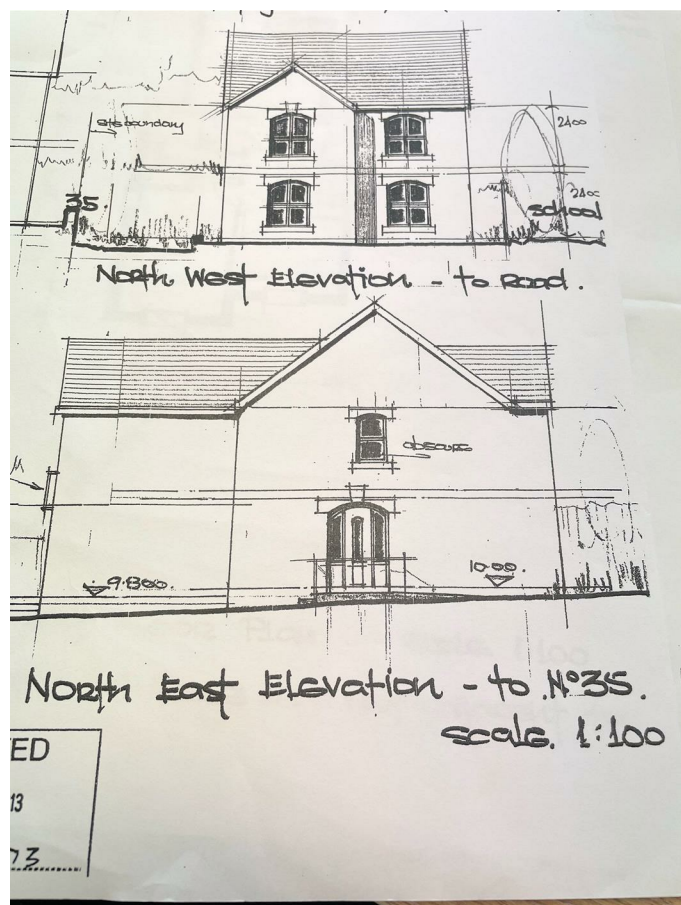 2400
site boundary
2400
35.
school
North West Elevation - to Road.
obscure
10.00.
9.800.
North East Elevation - to Nº35.
scale. 1:100
ED
13
73